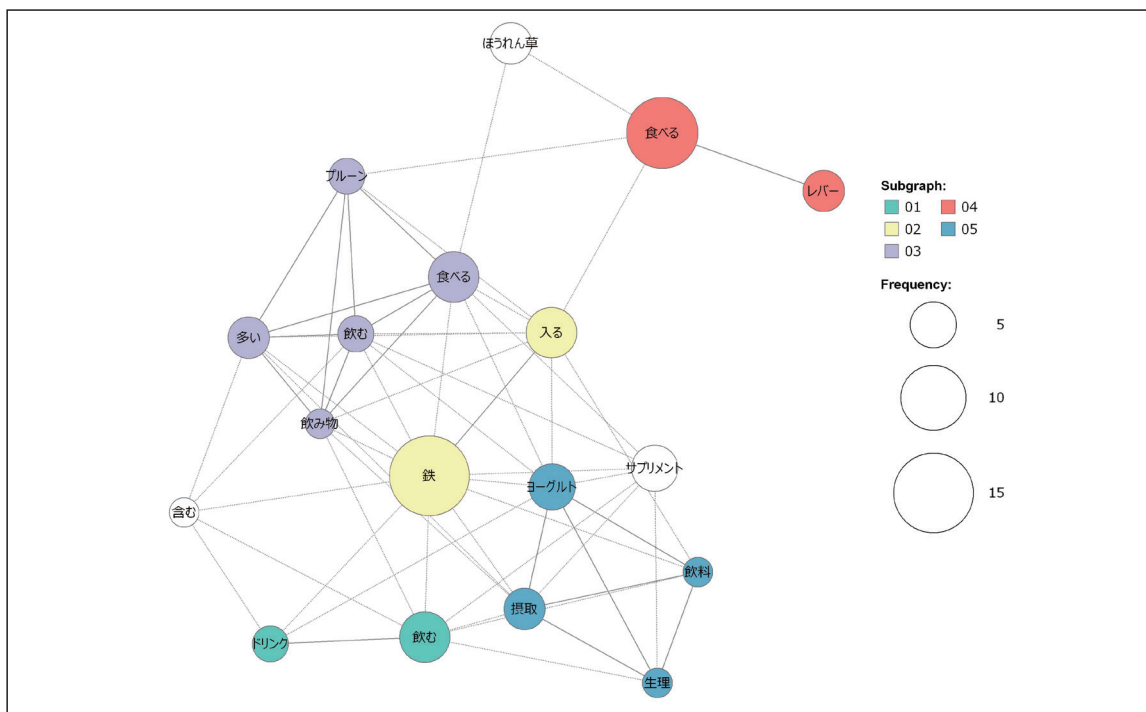 ほうれん草
食べる
プルーン
レバー
食べる
多い
飲む
入る
飲み物
鉄
ヨーグルト
サプリメント
含む
飲料
摂取
ドリンク
飲む
生理
Subgraph:
01 04
02 05
03
Frequency:
5
10
15